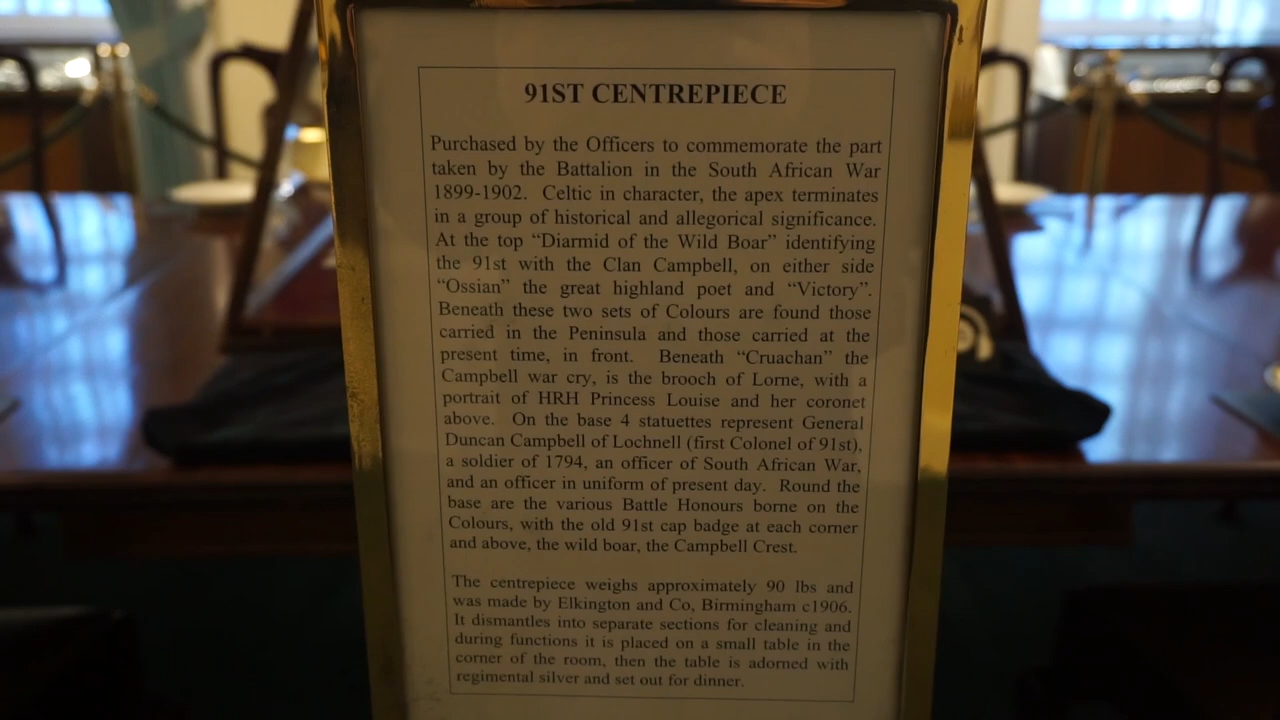 91ST CENTREPIECE
Purchased by the Officers to commemorate the part
taken by the Battalion in the South African War
1899-1902. Celtic in character, the apex terminates
in a group of historical and allegorical significance.
At the top “Diarmid of the Wild Boar” identifying
the 91st with the Clan Campbell, on either side
“Ossian” the great highland poet and “Victory”.
Beneath these two sets of Colours are found those
carried in the Peninsula and those carried at the
present time, in front. Beneath “Cruachan” the
Campbell war cry, is the brooch of Lorne, with a
portrait of HRH Princess Louise and her coronet
above. On the base 4 statuettes represent General
Duncan Campbell of Lochnell (first Colonel of 91st),
a soldier of 1794, an officer of South African War,
and an officer in uniform of present day. Round the
base are the various Battle Honours borne on the
Colours, with the old 91st cap badge at each corner
and above, the wild boar, the Campbell Crest.
The centrepiece weighs approximately 90 lbs and
was made by Elkington and Co, Birmingham c1906.
It dismantles into separate sections for cleaning and
during functions it is placed on a small table in the
corner of the room, then the table is adorned with
regimental silver and set out for dinner.